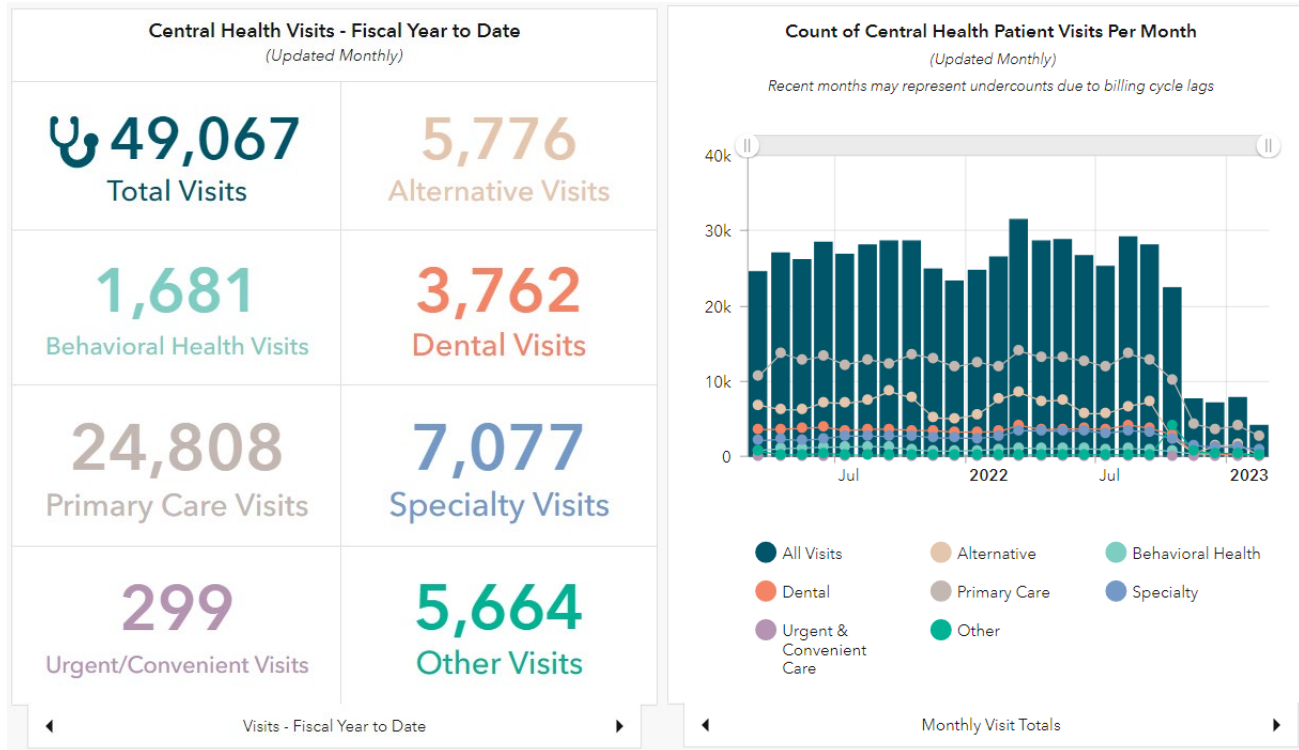 Central Health Visits - Fiscal Year to Date
(Updated Monthly)
49,067
Total Visits
5,776
Alternative Visits
1,681
Behavioral Health Visits
3,762
Dental Visits
24,808
Primary Care Visits
7,077
Specialty Visits
299
Urgent/Convenient Visits
5,664
Other Visits
Visits - Fiscal Year to Date
Count of Central Health Patient Visits Per Month
(Updated Monthly)
Recent months may represent undercounts due to billing cycle lags
40k
30k
20k
10k
0
Jul
2022
Jul
2023
All Visits
Alternative
Behavioral Health
Dental
Primary Care
Specialty
Urgent &
Convenient
Care
Other
Monthly Visit Totals